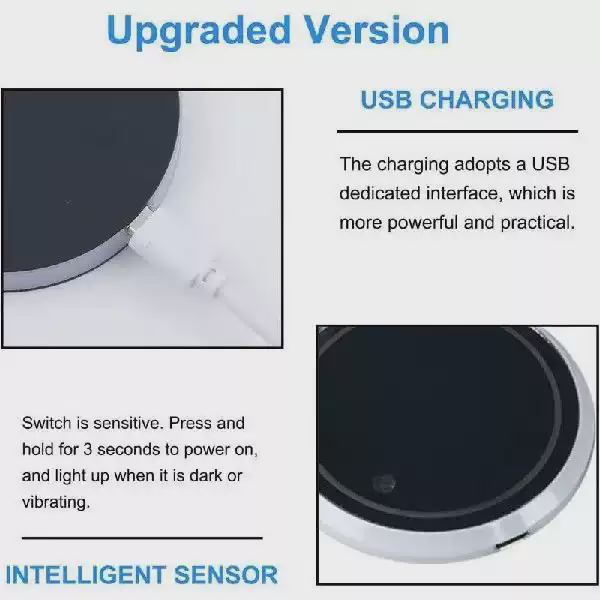 Upgraded Version
USB CHARGING
The charging adopts a USB
dedicated interface, which is
more powerful and practical.
Switch is sensitive. Press and
hold for 3 seconds to power on,
and light up when it is dark or
vibrating.
INTELLIGENT SENSOR